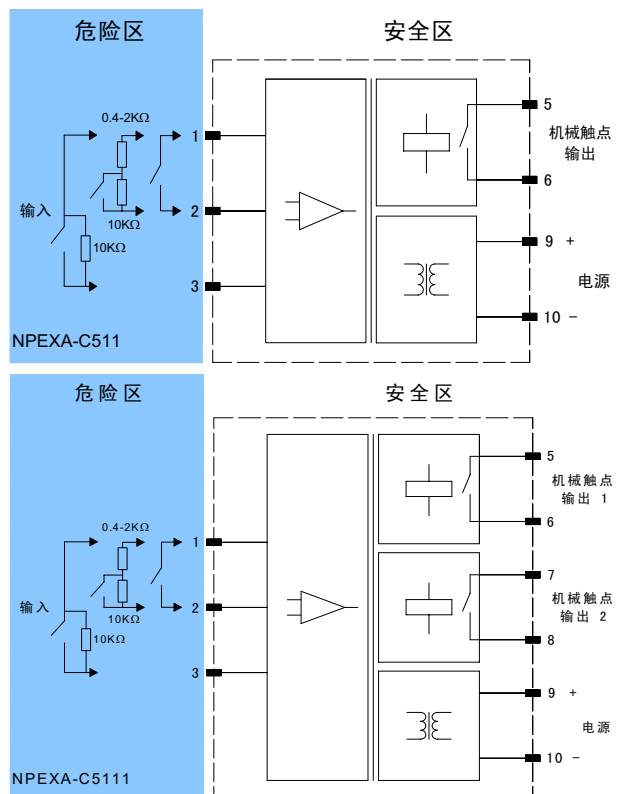 危险区
安全区
0.4-2KΩ
1
5
机械触点
输出
输入
10KΩ
2
6
10KΩ
9 +
电源
3
10 -
NPEXA-C511
危险区
安全区
5
机械触点
输出 1
6
0.4-2KΩ
1
7
机械触点
输出 2
输入
10KΩ
2
8
10KΩ
3
9 +
电源
10 -
NPEXA-C5111